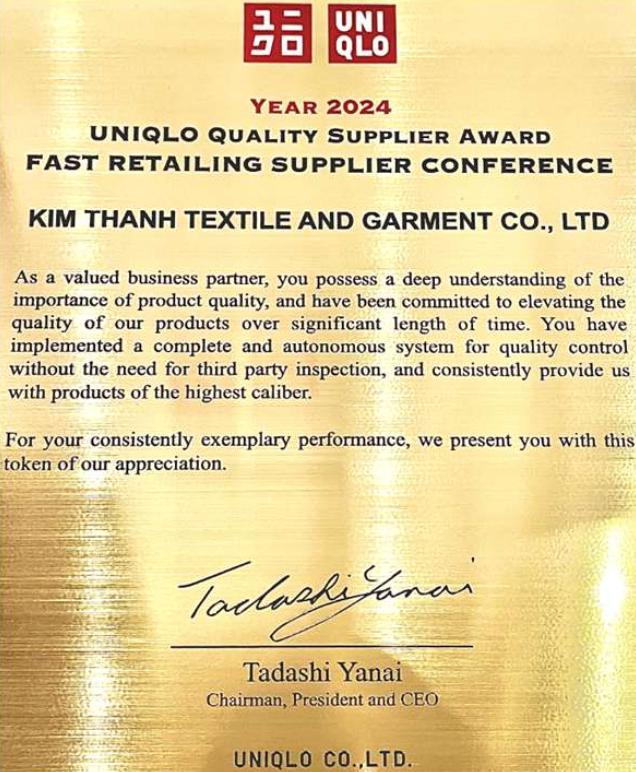 ユニ UNI
クロ QLO
YEAR 2024
UNIQLO QUALITY SUPPLIER AWARD
FAST RETAILING SUPPLIER CONFERENCE
KIM THANH TEXTILE AND GARMENT CO., LTD
As a valued business partner, you possess a deep understanding of the
importance of product quality, and have been committed to elevating the
quality of our products over significant length of time. You have
implemented a complete and autonomous system for quality control
without the need for third party inspection, and consistently provide us
with products of the highest caliber.
For your consistently exemplary performance, we present you with this
token of our appreciation.
Tadashi Yanai
Tadashi Yanai
Chairman, President and CEO
UNIQLO CO.,LTD.